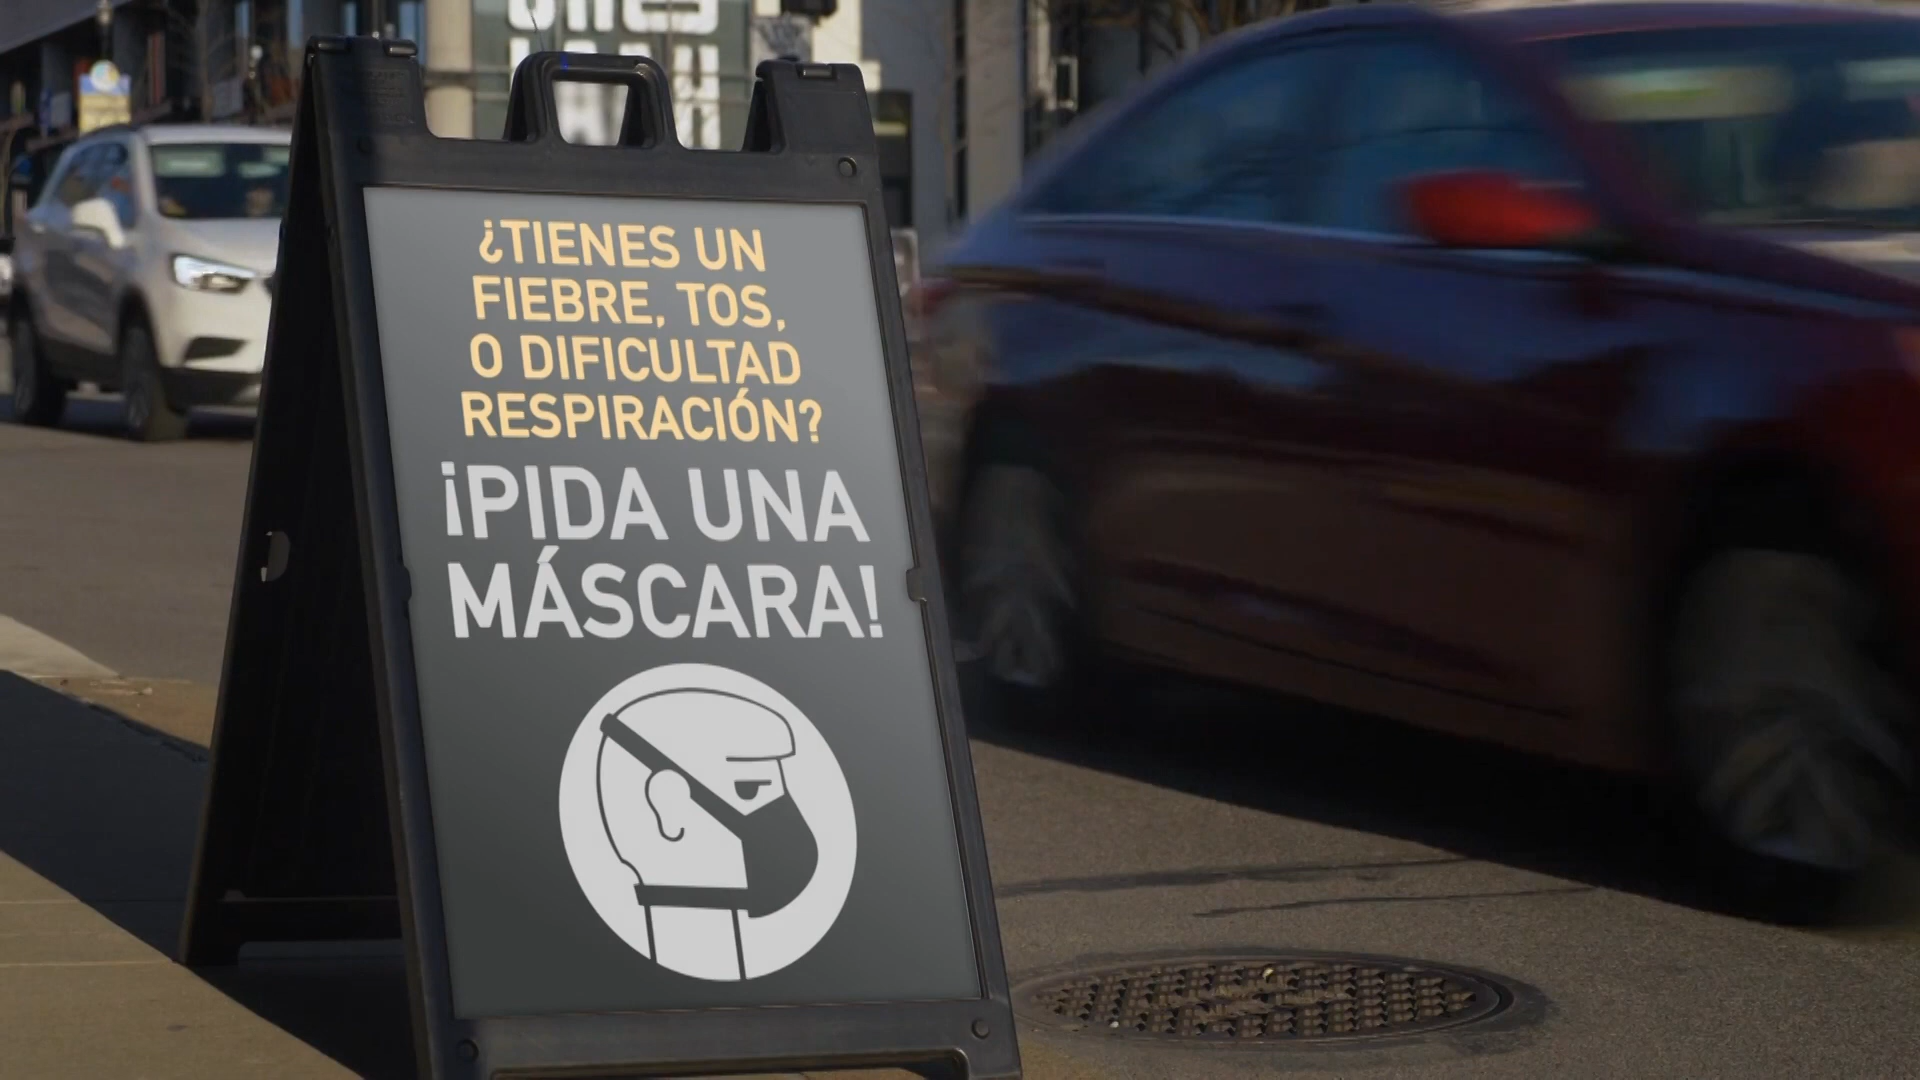 ¿TIENES UN
FIEBRE, TOS,
O DIFICULTAD
RESPIRACIÓN?
¡PIDA UNA
MÁSCARA!